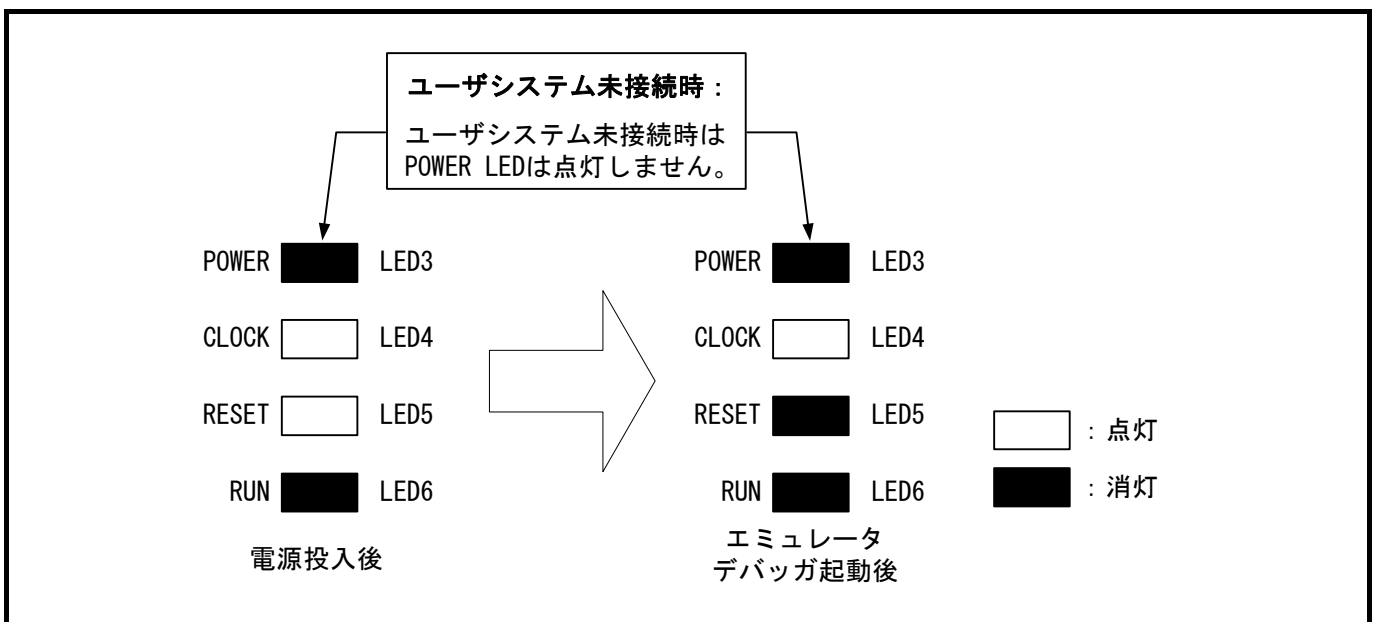 ユーザシステム未接続時：
ユーザシステム未接続時は
POWER LEDは点灯しません。
POWER LED3
CLOCK LED4
RESET LED5
RUN LED6
電源投入後
POWER LED3
CLOCK LED4
RESET LED5
RUN LED6
エミュレータ
デバッガ起動後
：点灯
：消灯